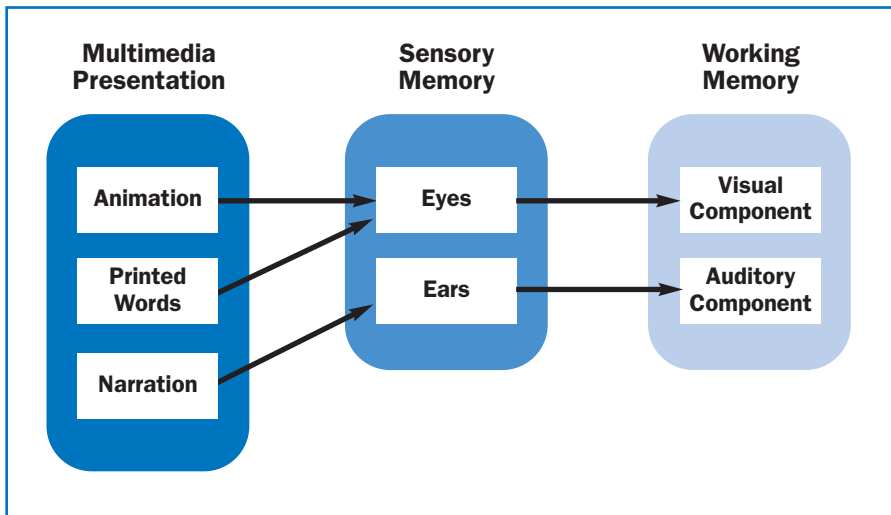 Multimedia
Presentation
Sensory
Memory
Working
Memory
Animation
Printed
Words
Narration
Eyes
Ears
Visual
Component
Auditory
Component